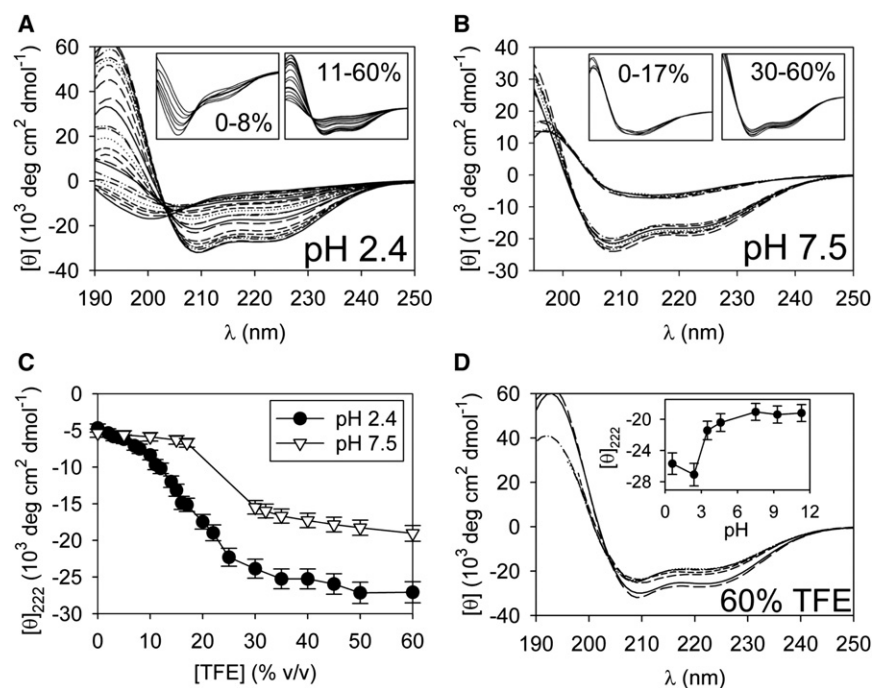 A
60
40
20
0
-20
-40
190 200 210 220 230 240 250
λ (nm)
[θ] (10³ deg cm² dmol⁻¹)
0-8%
11-60%
pH 2.4
B
40
30
20
10
0
-10
-20
-30
200 210 220 230 240 250
λ (nm)
[θ] (10³ deg cm² dmol⁻¹)
0-17%
30-60%
pH 7.5
C
0
-5
-10
-15
-20
-25
-30
0 10 20 30 40 50 60
[TFE] (% v/v)
[θ]₂₂₂ (10³ deg cm² dmol⁻¹)
pH 2.4
pH 7.5
D
60
40
20
0
-20
-40
190 200 210 220 230 240 250
λ (nm)
[θ] (10³ deg cm² dmol⁻¹)
[θ]₂₂₂
-20
-24
-28
0 3 6 9 12
pH
60% TFE